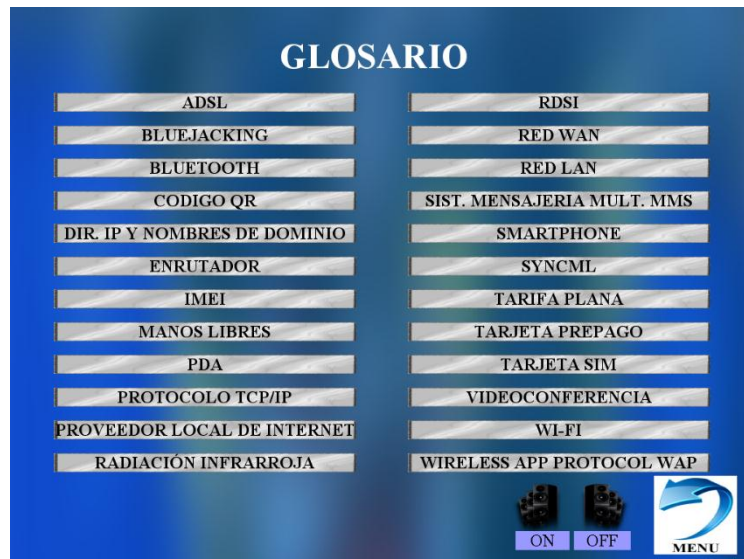 GLOSARIO
ADSL
BLUEJACKING
BLUETOOTH
CODIGO QR
DIR. IP Y NOMBRES DE DOMINIO
ENRUTADOR
IMEI
MANOS LIBRES
PDA
PROTOCOLO TCP/IP
PROVEEDOR LOCAL DE INTERNET
RADIACIÓN INFRARROJA
RDSI
RED WAN
RED LAN
SIST. MENSAJERIA MULT. MMS
SMARTPHONE
SYNCML
TARIFA PLANA
TARJETA PREPAGO
TARJETA SIM
VIDEOCONFERENCIA
WI-FI
WIRELESS APP PROTOCOL WAP
ON
OFF
MENU